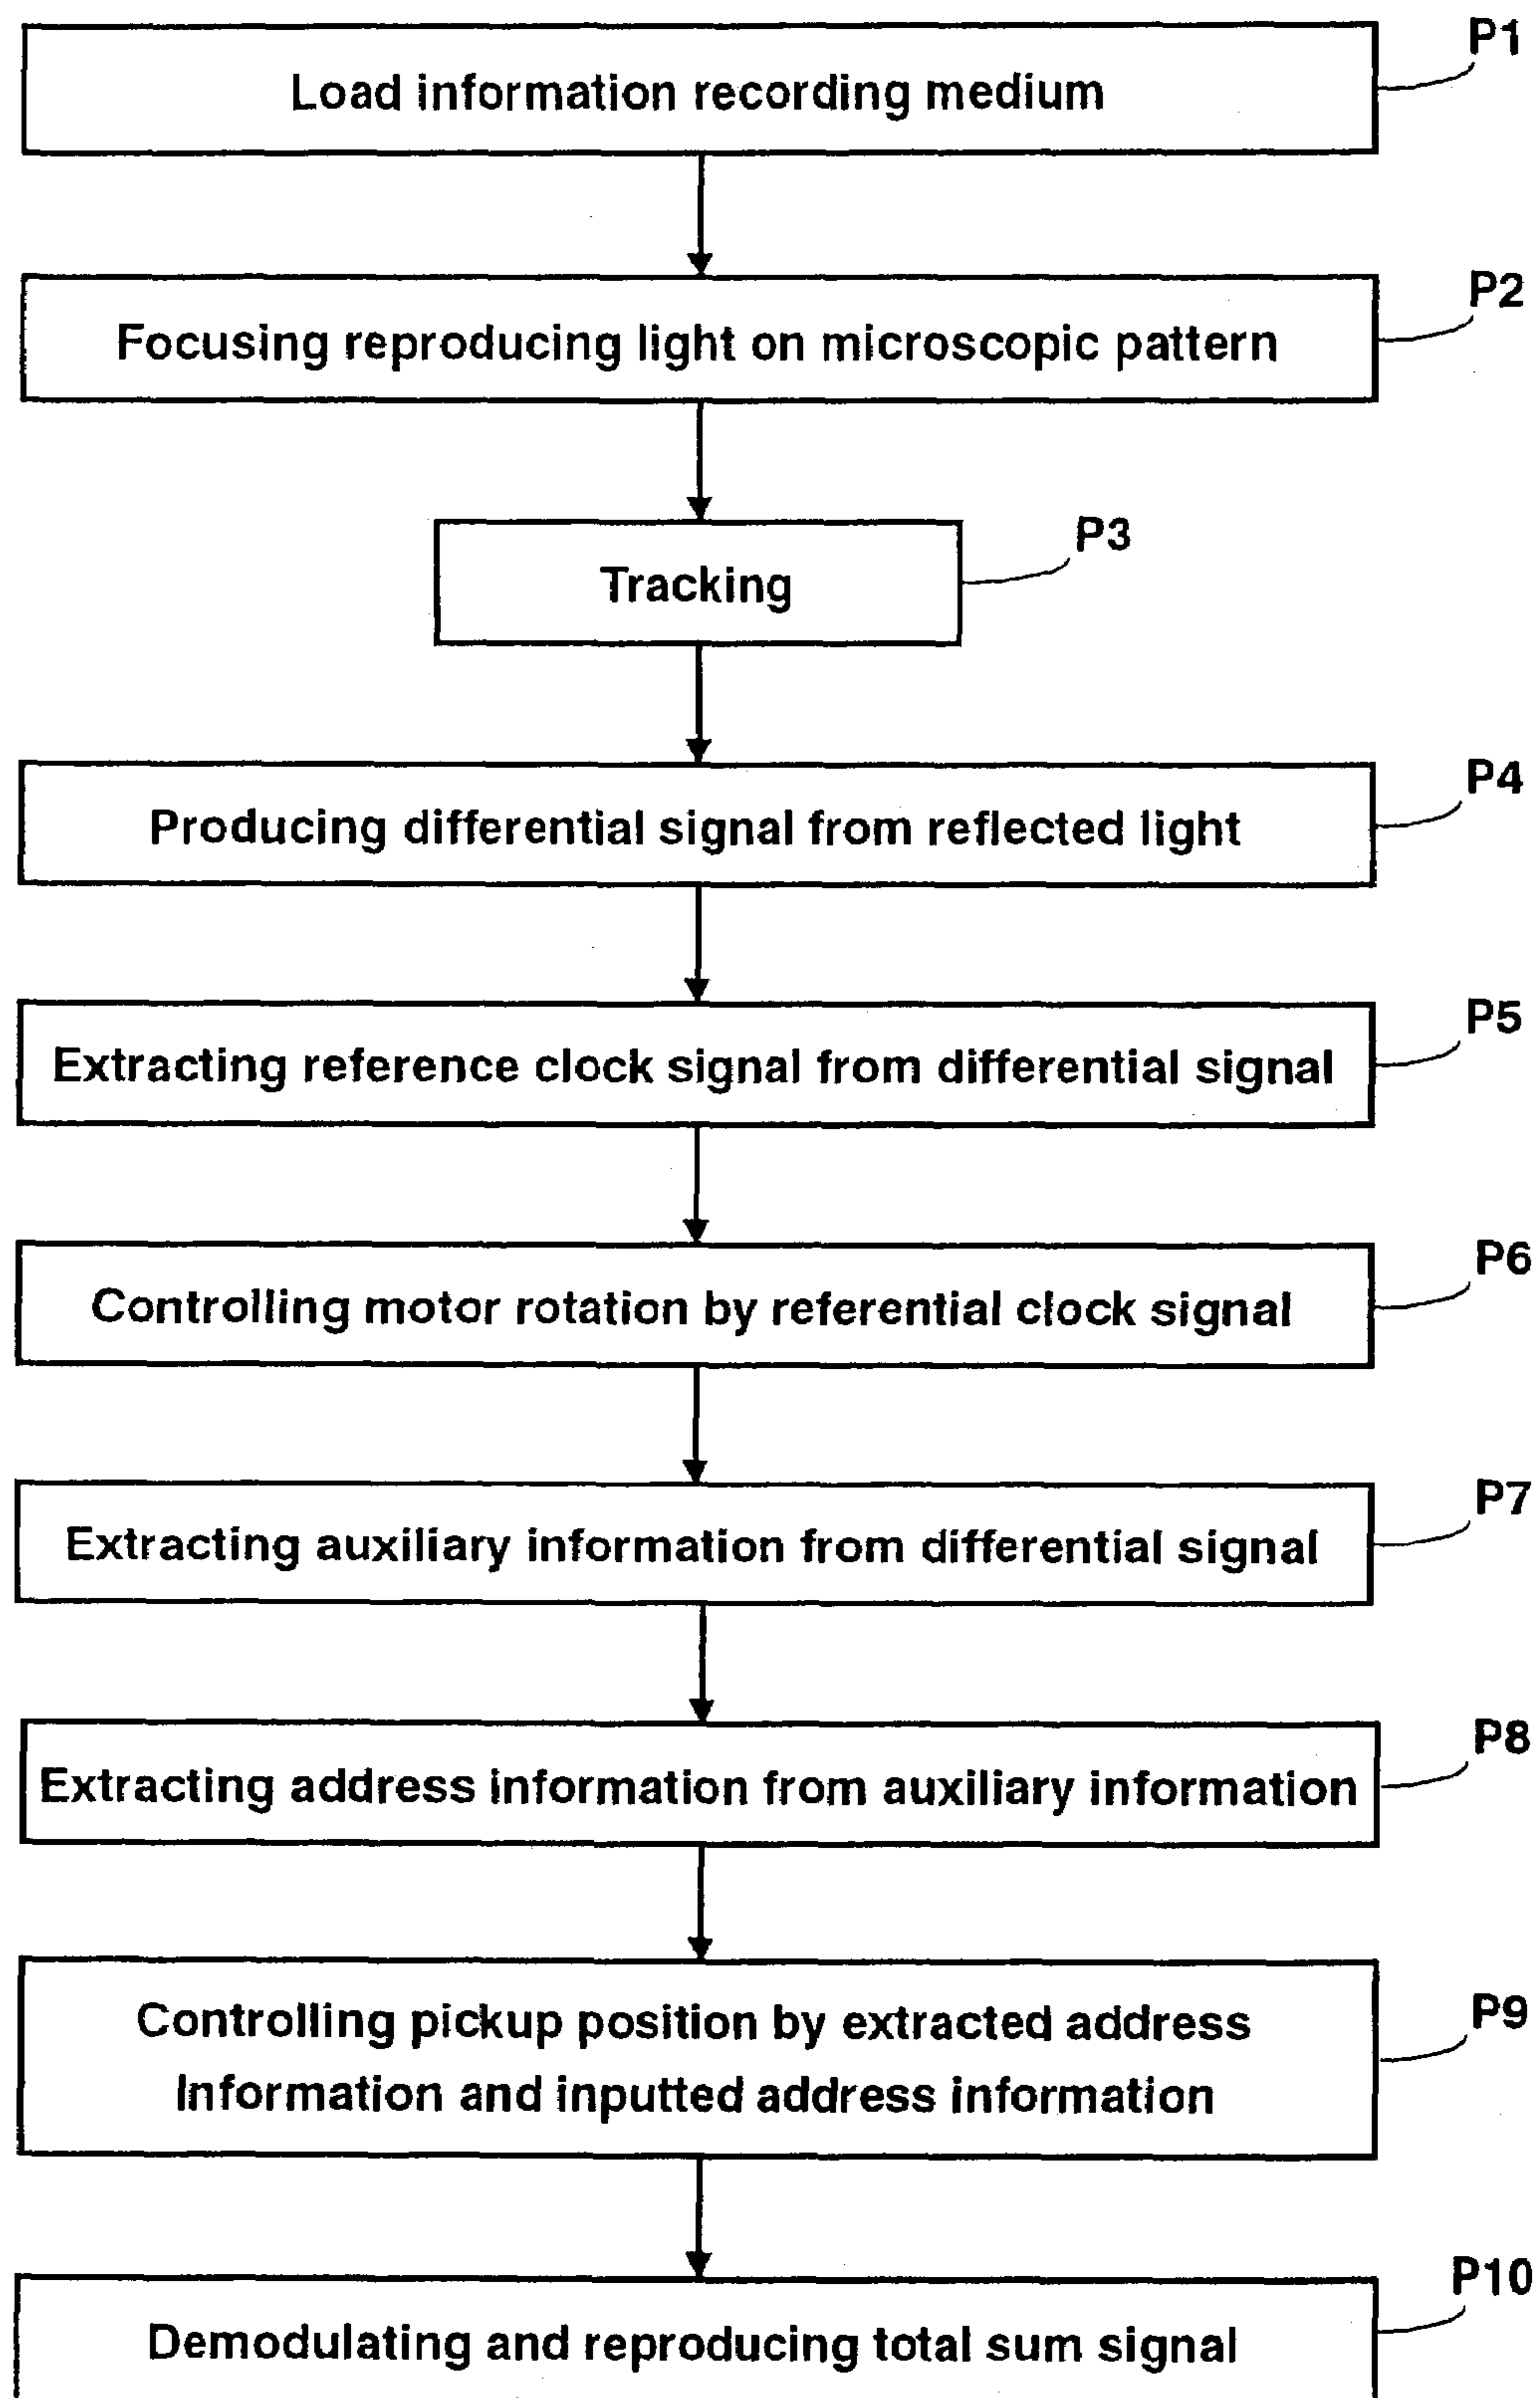 P1
Load information recording medium
P2
Focusing reproducing light on microscopic pattern
P3
Tracking
P4
Producing differential signal from reflected light
P5
Extracting reference clock signal from differential signal
P6
Controlling motor rotation by referential clock signal
P7
Extracting auxiliary information from differential signal
P8
Extracting address information from auxiliary information
P9
Controlling pickup position by extracted address
Information and inputted address information
P10
Demodulating and reproducing total sum signal